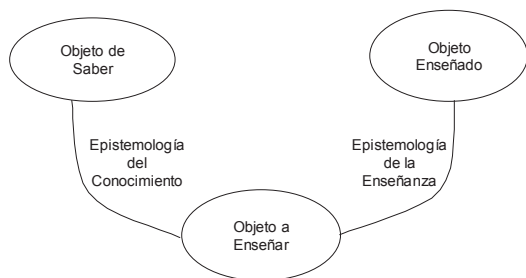 Objeto de
Saber
Objeto
Enseñado
Epistemología
del
Conocimiento
Epistemología
de la
Enseñanza
Objeto a
Enseñar